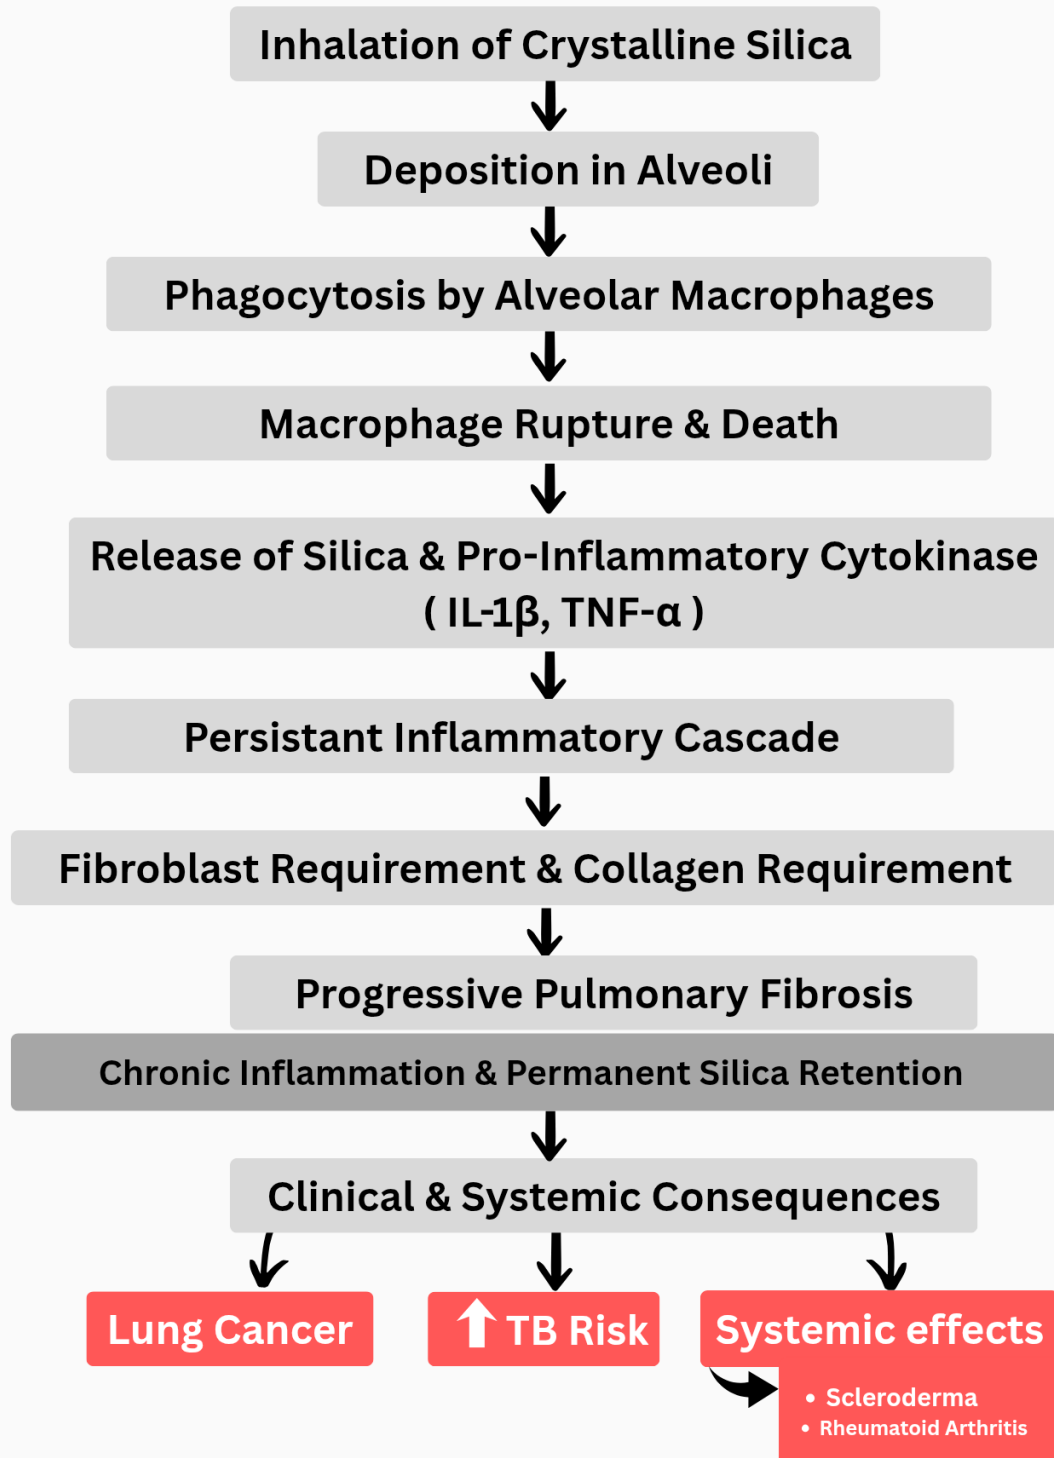 Inhalation of Crystalline Silica
Deposition in Alveoli
Phagocytosis by Alveolar Macrophages
Macrophage Rupture & Death
Release of Silica & Pro-Inflammatory Cytokinase
( IL-1β, TNF-α )
Persistant Inflammatory Cascade
Fibroblast Requirement & Collagen Requirement
Progressive Pulmonary Fibrosis
Chronic Inflammation & Permanent Silica Retention
Clinical & Systemic Consequences
Lung Cancer
TB Risk
Systemic effects
• Scleroderma
• Rheumatoid Arthritis